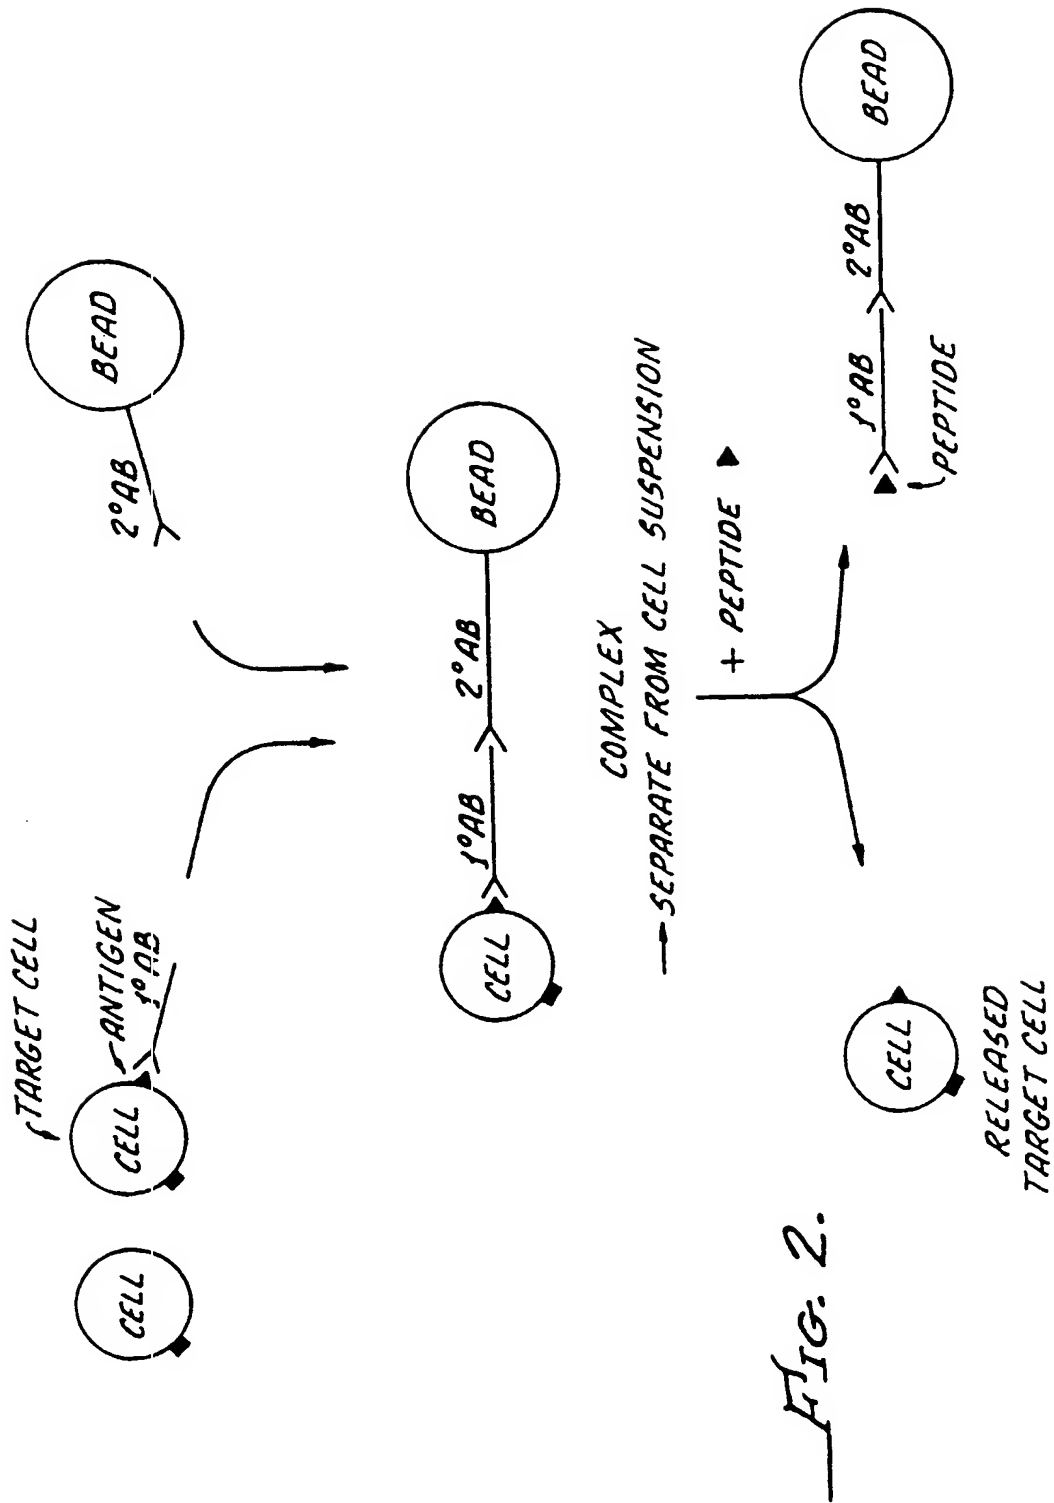 TARGET CELL
ANTIGEN
1° AB
CELL
CELL
2° AB
BEAD
CELL
1° AB
2° AB
BEAD
COMPLEX
→ SEPARATE FROM CELL SUSPENSION
+ PEPTIDE
CELL
RELEASED
TARGET CELL
1° AB
2° AB
BEAD
PEPTIDE
FIG. 2.